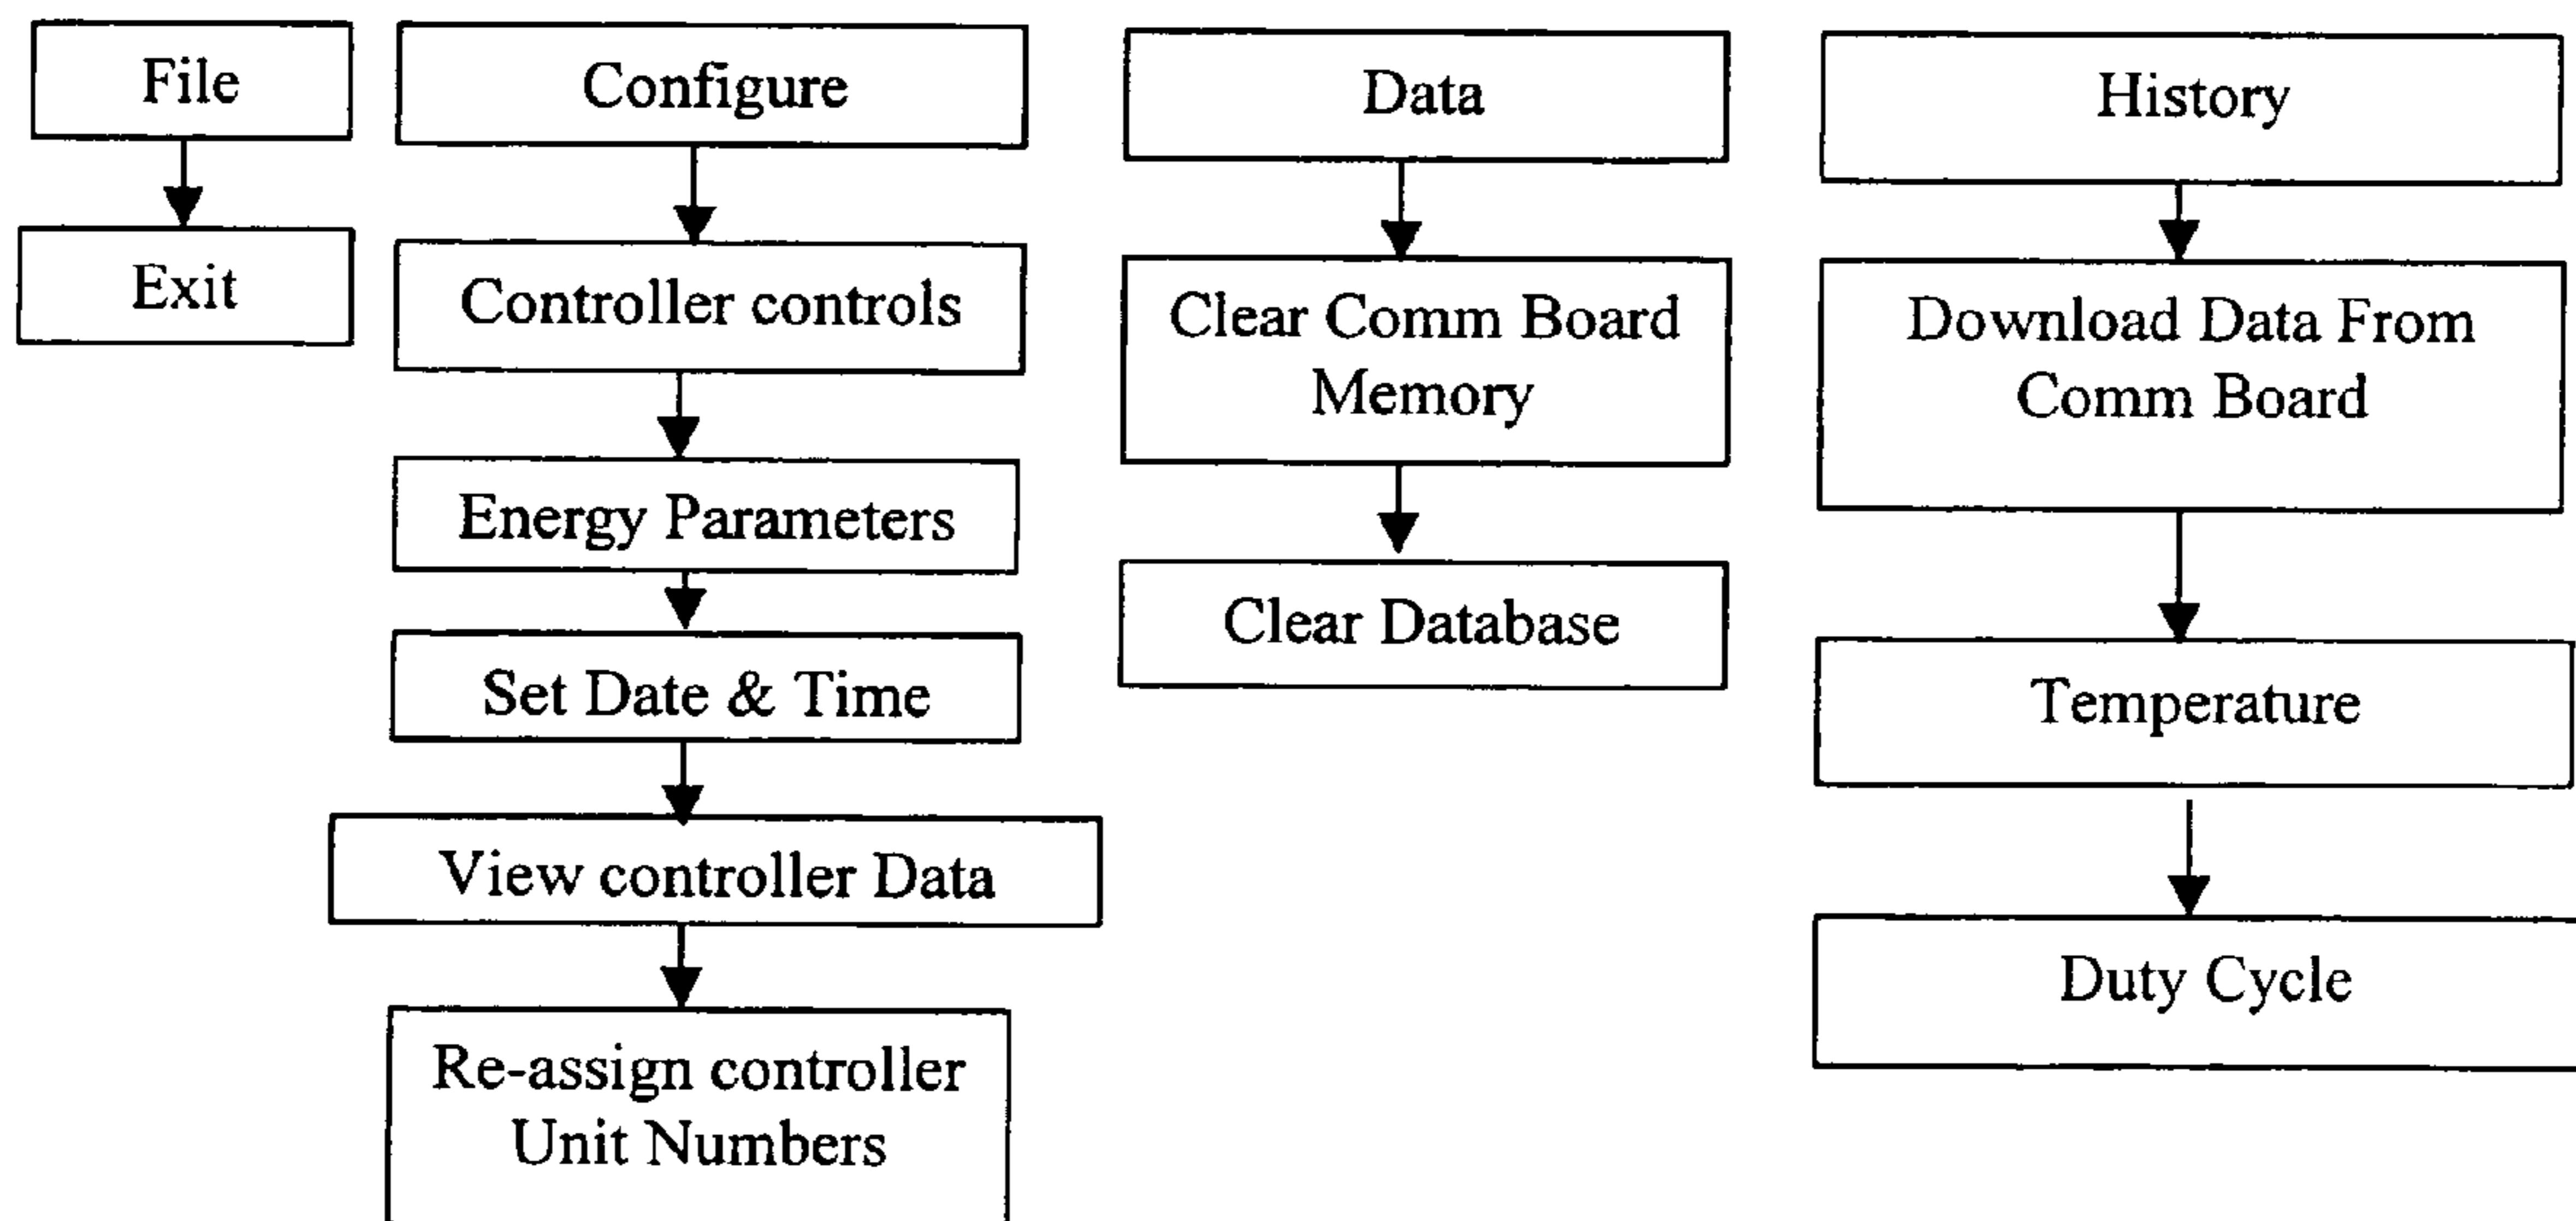 File
Exit
Configure
Controller controls
Energy Parameters
Set Date & Time
View controller Data
Re-assign controller
Unit Numbers
Data
Clear Comm Board
Memory
Clear Database
History
Download Data From
Comm Board
Temperature
Duty Cycle